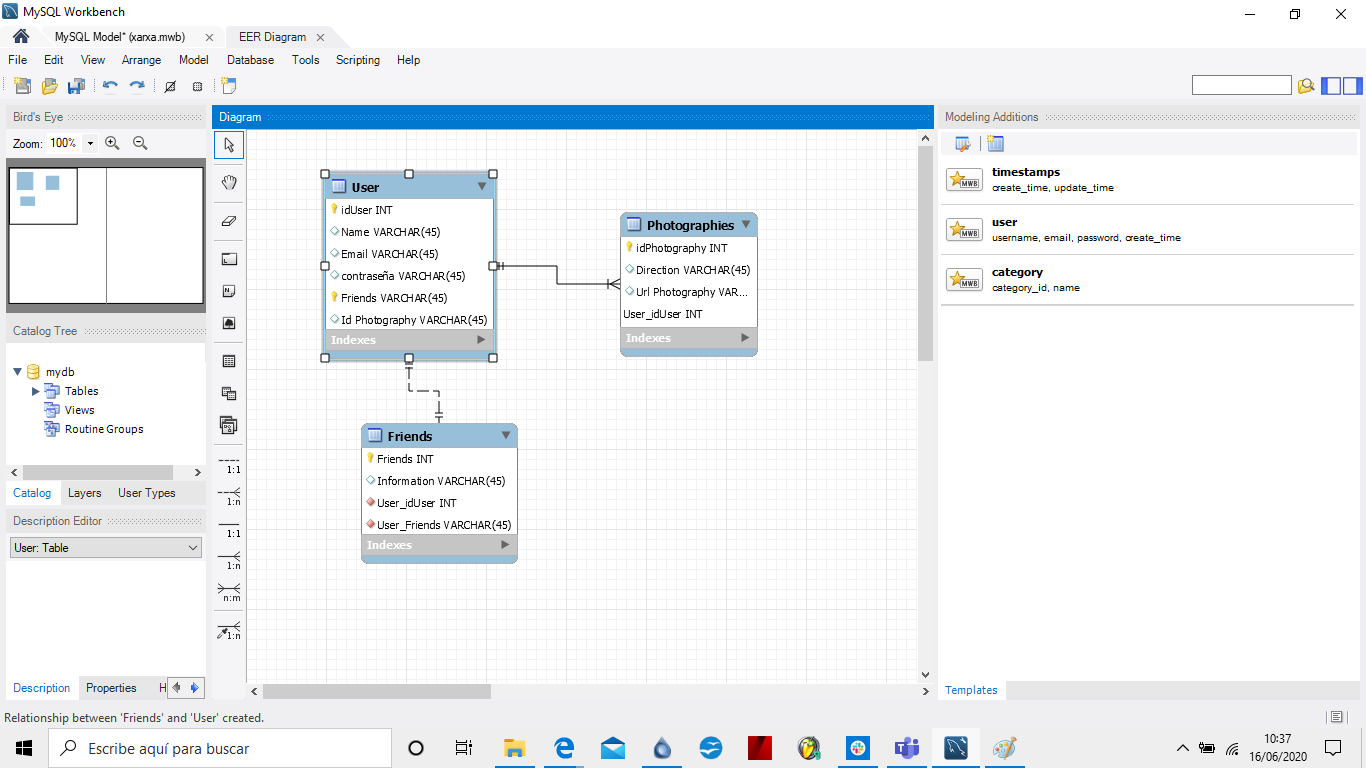 MySQL Workbench
MySQL Model* (xarxa.mwb)
EER Diagram
File Edit View Arrange Model Database Tools Scripting Help
Bird's Eye
Zoom: 100%
Catalog Tree
mydb
Tables
Views
Routine Groups
Catalog Layers User Types
Description Editor
User: Table
Description Properties H
Diagram
1:1
1:n
1:1
1:n
n:m
1:n
User
idUser INT
Name VARCHAR(45)
Email VARCHAR(45)
contraseña VARCHAR(45)
Friends VARCHAR(45)
Id Photography VARCHAR(45)
Indexes
Photographies
idPhotography INT
Direction VARCHAR(45)
Url Photography VAR...
User_idUser INT
Indexes
Friends
Friends INT
Information VARCHAR(45)
User_idUser INT
User_Friends VARCHAR(45)
Indexes
Modeling Additions
MWB
timestamps
create_time, update_time
MWB
user
username, email, password, create_time
MWB
category
category_id, name
Templates
Relationship between 'Friends' and 'User' created.
Escribe aquí para buscar
10:37
16/06/2020